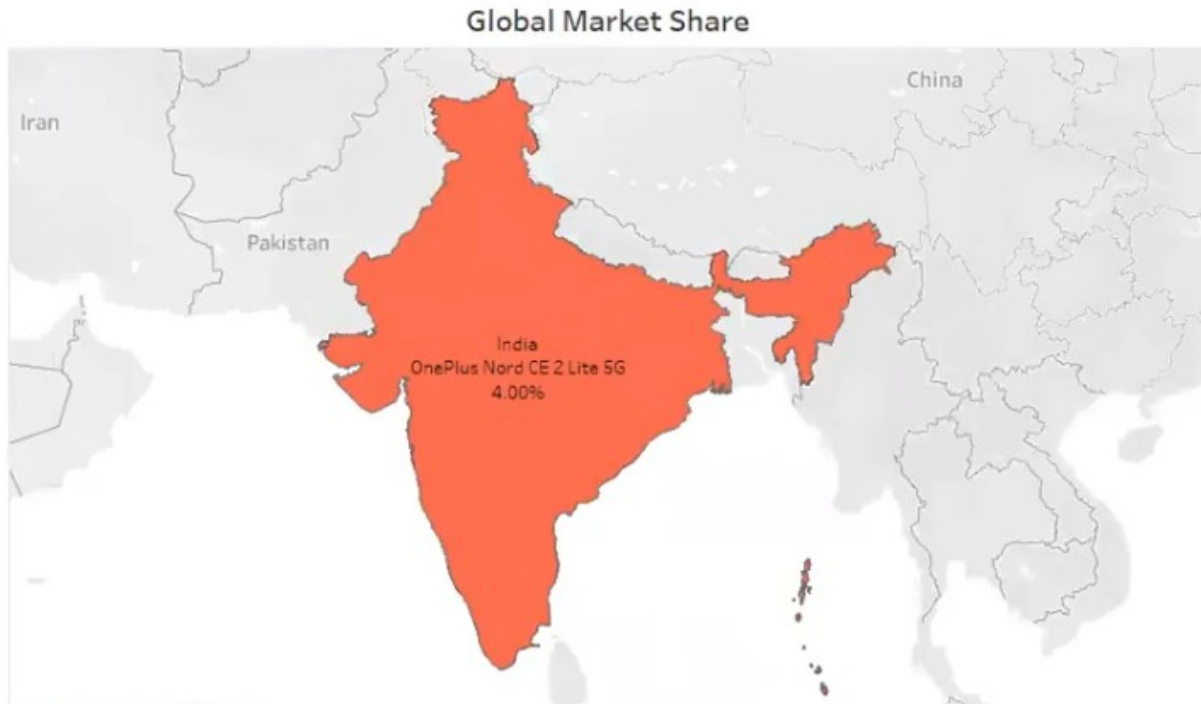 Global Market Share
China
Iran
Pakistan
India
OnePlus Nord CE 2 Lite 5G
4.00%